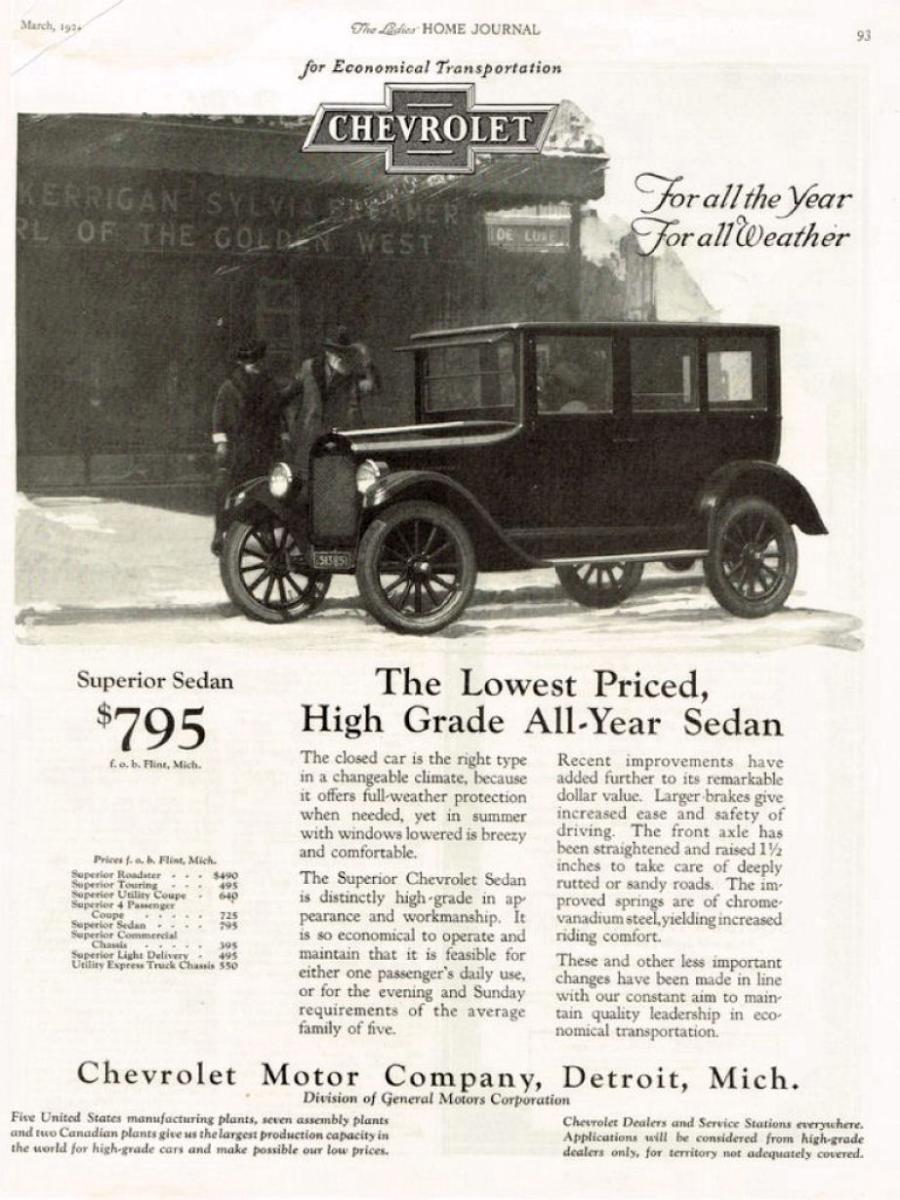 March, 192
The Ladies' HOME JOURNAL
93
for Economical Transportation
CHEVROLET
For all the Year
For all Weather
KERRIGAN SYLVIA BREAMER
RL OF THE GOLDEN WEST
DE LUXE
Superior Sedan
$795
f. o. b. Flint, Mich.
Prices f. o. b. Flint, Mich.
Superior Roadster - - - $490
Superior Touring - - - 495
Superior Utility Coupe - 640
Superior 4 Passenger
Coupe - - - - - 725
Superior Sedan - - - - 795
Superior Commercial
Chassis - - - - - 395
Superior Light Delivery - 495
Utility Express Truck Chassis 550
The Lowest Priced,
High Grade All-Year Sedan
The closed car is the right type
in a changeable climate, because
it offers full-weather protection
when needed, yet in summer
with windows lowered is breezy
and comfortable.
The Superior Chevrolet Sedan
is distinctly high-grade in ap-
pearance and workmanship. It
is so economical to operate and
maintain that it is feasible for
either one passenger's daily use,
or for the evening and Sunday
requirements of the average
family of five.
Recent improvements have
added further to its remarkable
dollar value. Larger brakes give
increased ease and safety of
driving. The front axle has
been straightened and raised 1½
inches to take care of deeply
rutted or sandy roads. The im-
proved springs are of chrome-
vanadium steel, yielding increased
riding comfort.
These and other less important
changes have been made in line
with our constant aim to main-
tain quality leadership in eco-
nomical transportation.
Chevrolet Motor Company, Detroit, Mich.
Division of General Motors Corporation
Five United States manufacturing plants, seven assembly plants
and two Canadian plants give us the largest production capacity in
the world for high-grade cars and make possible our low prices.
Chevrolet Dealers and Service Stations everywhere.
Applications will be considered from high-grade
dealers only, for territory not adequately covered.